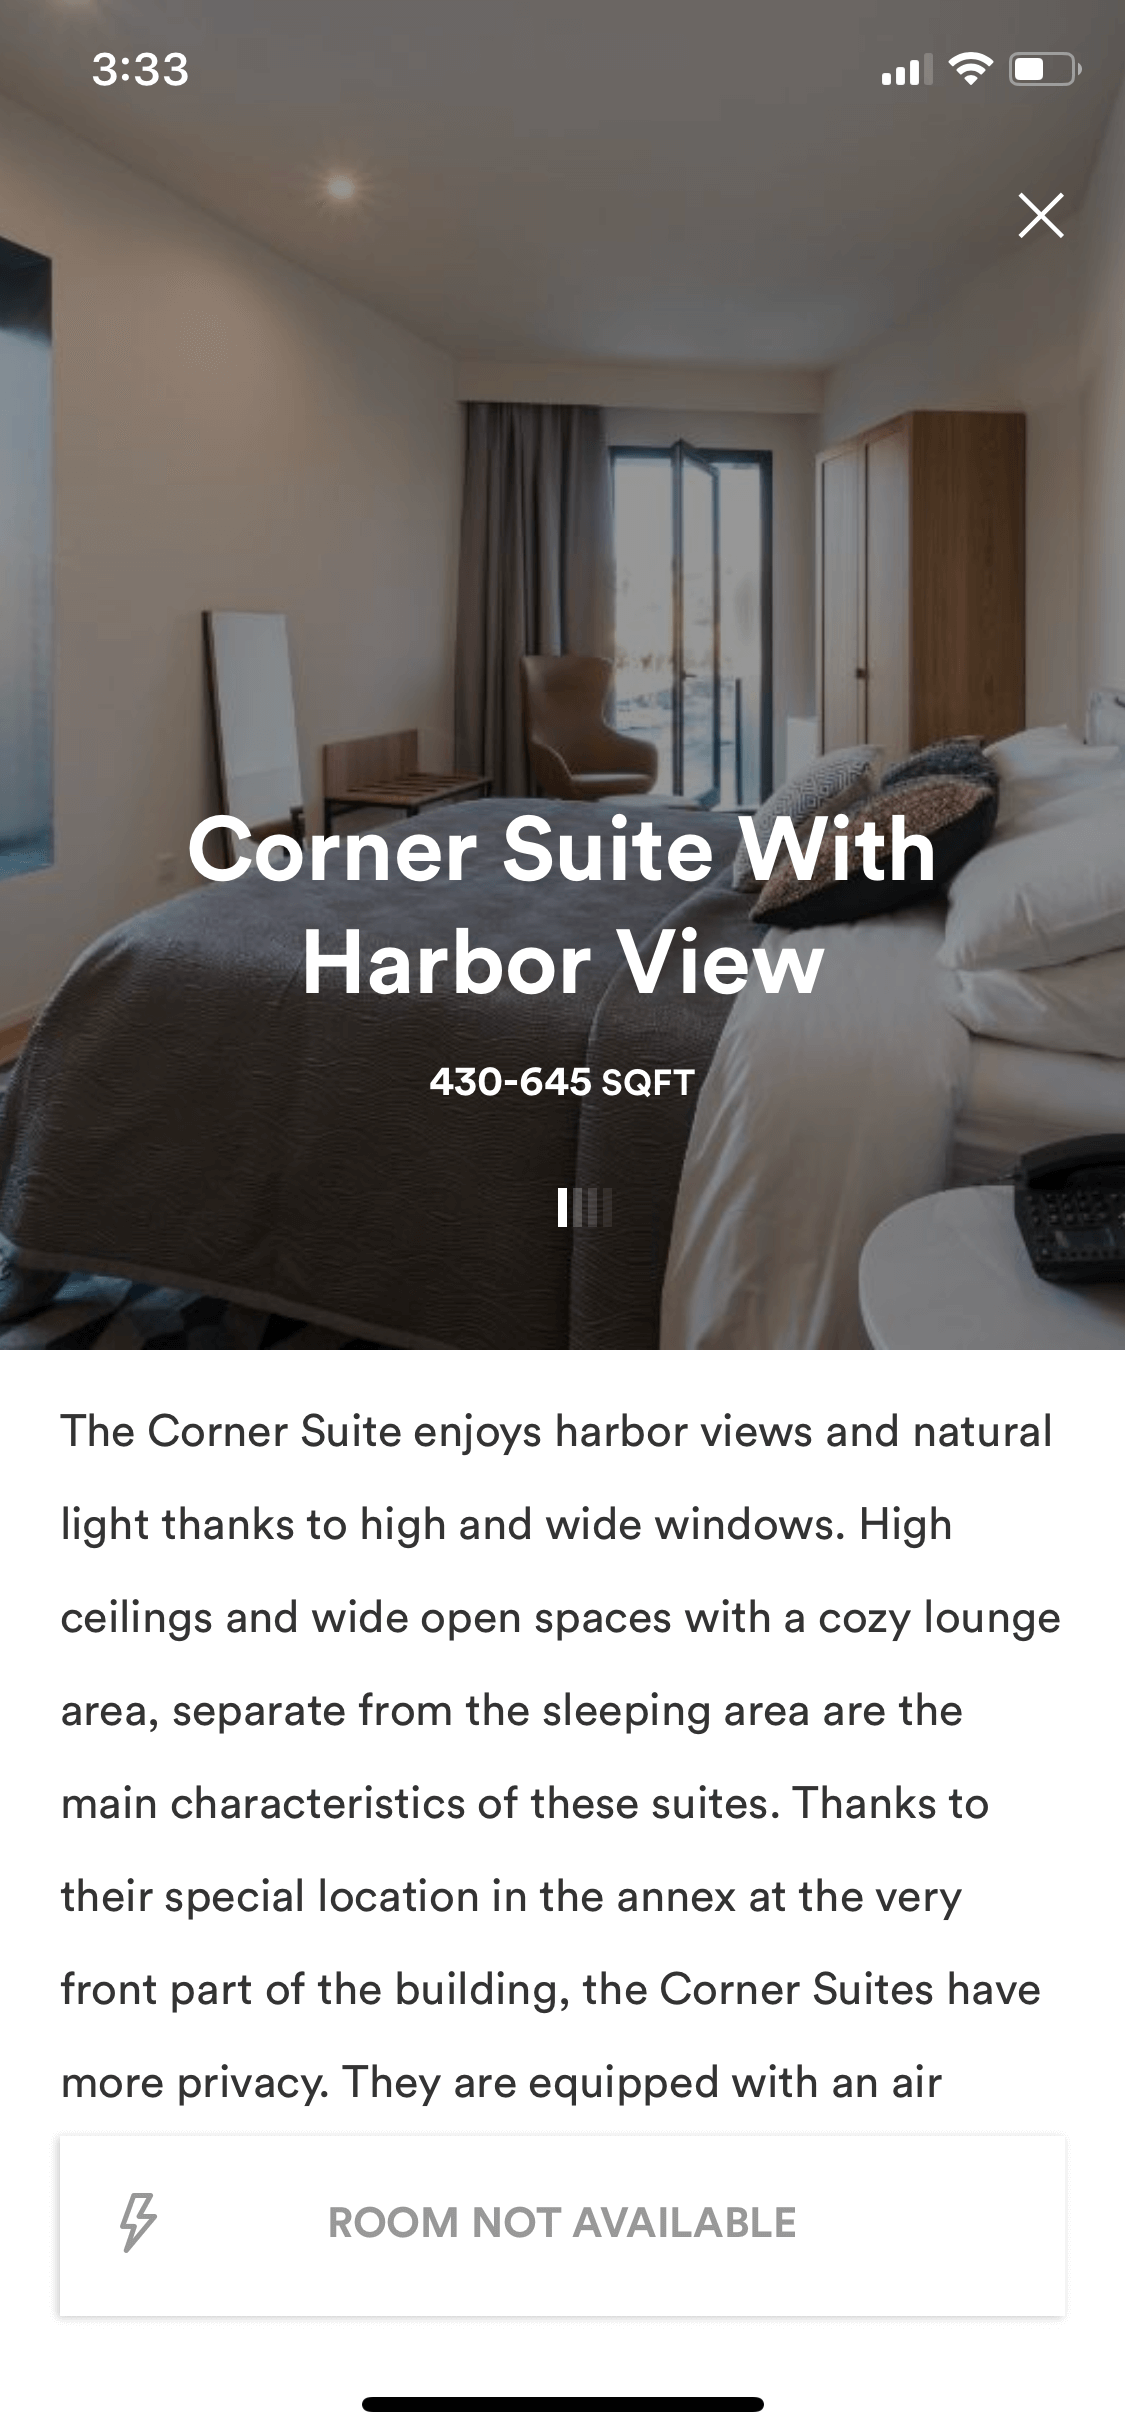 3:33
Corner Suite With
Harbor View
430-645 SQFT
The Corner Suite enjoys harbor views and natural
light thanks to high and wide windows. High
ceilings and wide open spaces with a cozy lounge
area, separate from the sleeping area are the
main characteristics of these suites. Thanks to
their special location in the annex at the very
front part of the building, the Corner Suites have
more privacy. They are equipped with an air
ROOM NOT AVAILABLE